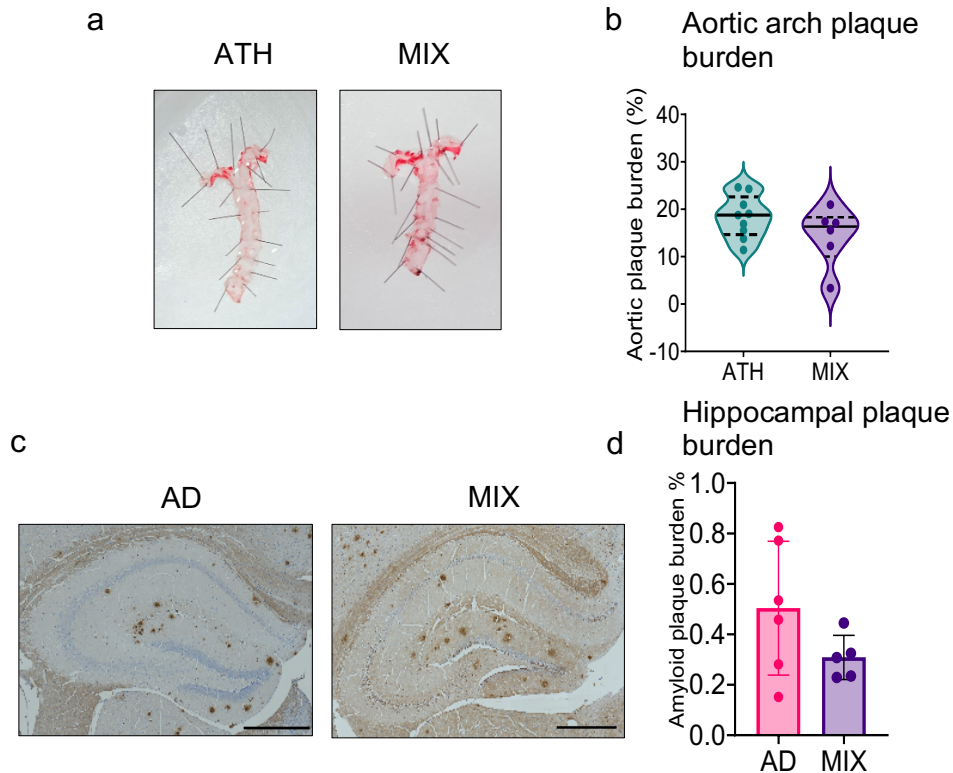 a
ATH
MIX
b
Aortic arch plaque
burden
Aortic plaque burden (%)
40
30
20
10
0
-10
ATH
MIX
c
AD
MIX
d
Hippocampal plaque
burden
Amyloid plaque burden %
1.0
0.8
0.6
0.4
0.2
0.0
AD
MIX